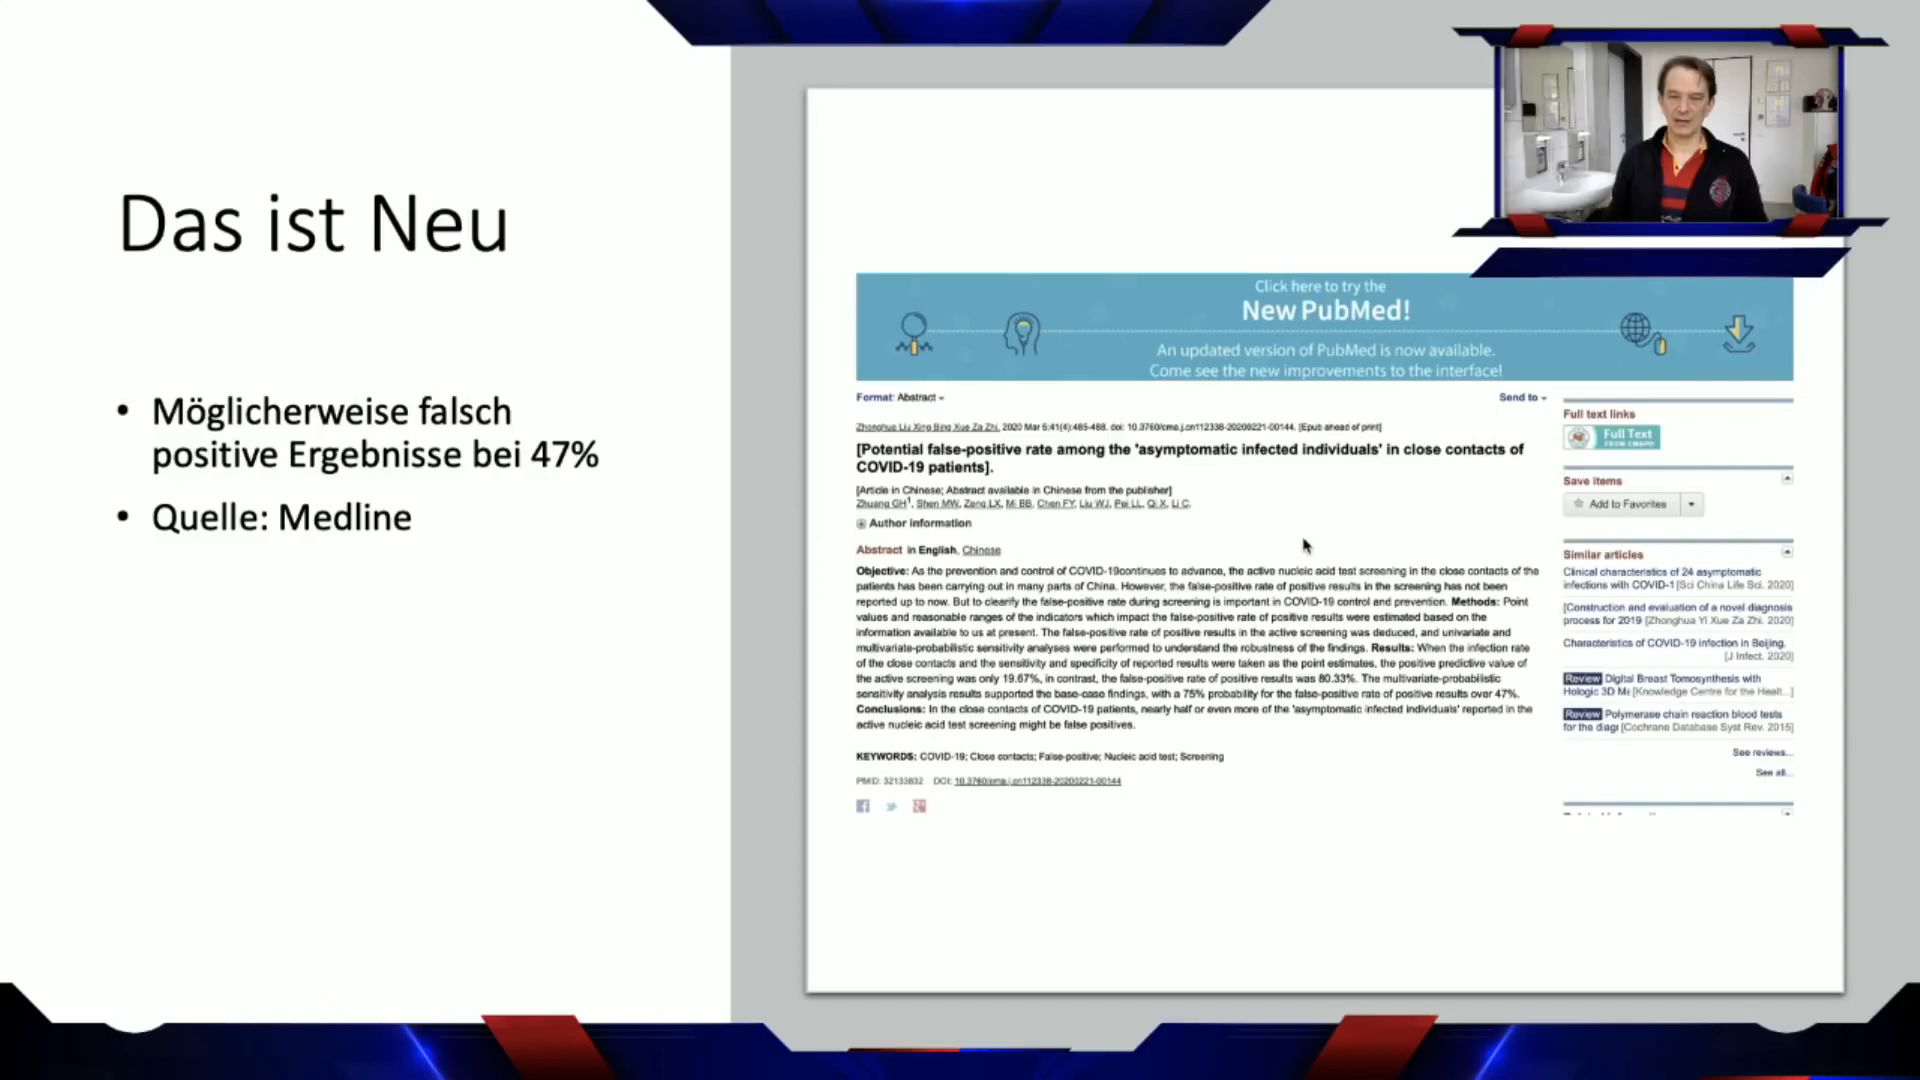 Das ist Neu
• Möglicherweise falsch
positive Ergebnisse bei 47%
• Quelle: Medline
Click here to try the
New PubMed!
An updated version of PubMed is now available.
Come see the new improvements to the interface!
Format: Abstract
Send to
Zhonghua Liu Xing Bing Xue Za Zhi. 2020 Mar 5;41(4):485-488. doi: 10.3760/cma.j.cn112338-20200221-00144. [Epub ahead of print]
[Potential false-positive rate among the 'asymptomatic infected individuals' in close contacts of
COVID-19 patients].
[Article in Chinese; Abstract available in Chinese from the publisher]
Zhuang GH1, Shen MW, Zeng LX, Mi BB, Chen FY, Liu WJ, Pei LL, Qi X, Li C.
Author information
Abstract in English, Chinese
Objective: As the prevention and control of COVID-19continues to advance, the active nucleic acid test screening in the close contacts of the
patients has been carrying out in many parts of China. However, the false-positive rate of positive results in the screening has not been
reported up to now. But to clearify the false-positive rate during screening is important in COVID-19 control and prevention. Methods: Point
values and reasonable ranges of the indicators which impact the false-positive rate of positive results were estimated based on the
information available to us at present. The false-positive rate of positive results in the active screening was deduced, and univariate and
multivariate-probabilistic sensitivity analyses were performed to understand the robustness of the findings. Results: When the infection rate
of the close contacts and the sensitivity and specificity of reported results were taken as the point estimates, the positive predictive value of
the active screening was only 19.67%, in contrast, the false-positive rate of positive results was 80.33%. The multivariate-probabilistic
sensitivity analysis results supported the base-case findings, with a 75% probability for the false-positive rate of positive results over 47%.
Conclusions: In the close contacts of COVID-19 patients, nearly half or even more of the 'asymptomatic infected individuals' reported in the
active nucleic acid test screening might be false positives.
KEYWORDS: COVID-19; Close contacts; False-positive; Nucleic acid test; Screening
PMID: 32133832 DOI: 10.3760/cma.j.cn112338-20200221-00144
Full text links
Full Text
Save items
Add to Favorites
Similar articles
Clinical characteristics of 24 asymptomatic
infections with COVID-1 [Sci China Life Sci. 2020]
[Construction and evaluation of a novel diagnosis
process for 2019 [Zhonghua Yi Xue Za Zhi. 2020]
Characteristics of COVID-19 infection in Beijing.
[J Infect. 2020]
Review Digital Breast Tomosynthesis with
Hologic 3D Ma [Knowledge Centre for the Healt...]
Review Polymerase chain reaction blood tests
for the diagr [Cochrane Database Syst Rev. 2015]
See reviews...
See all...